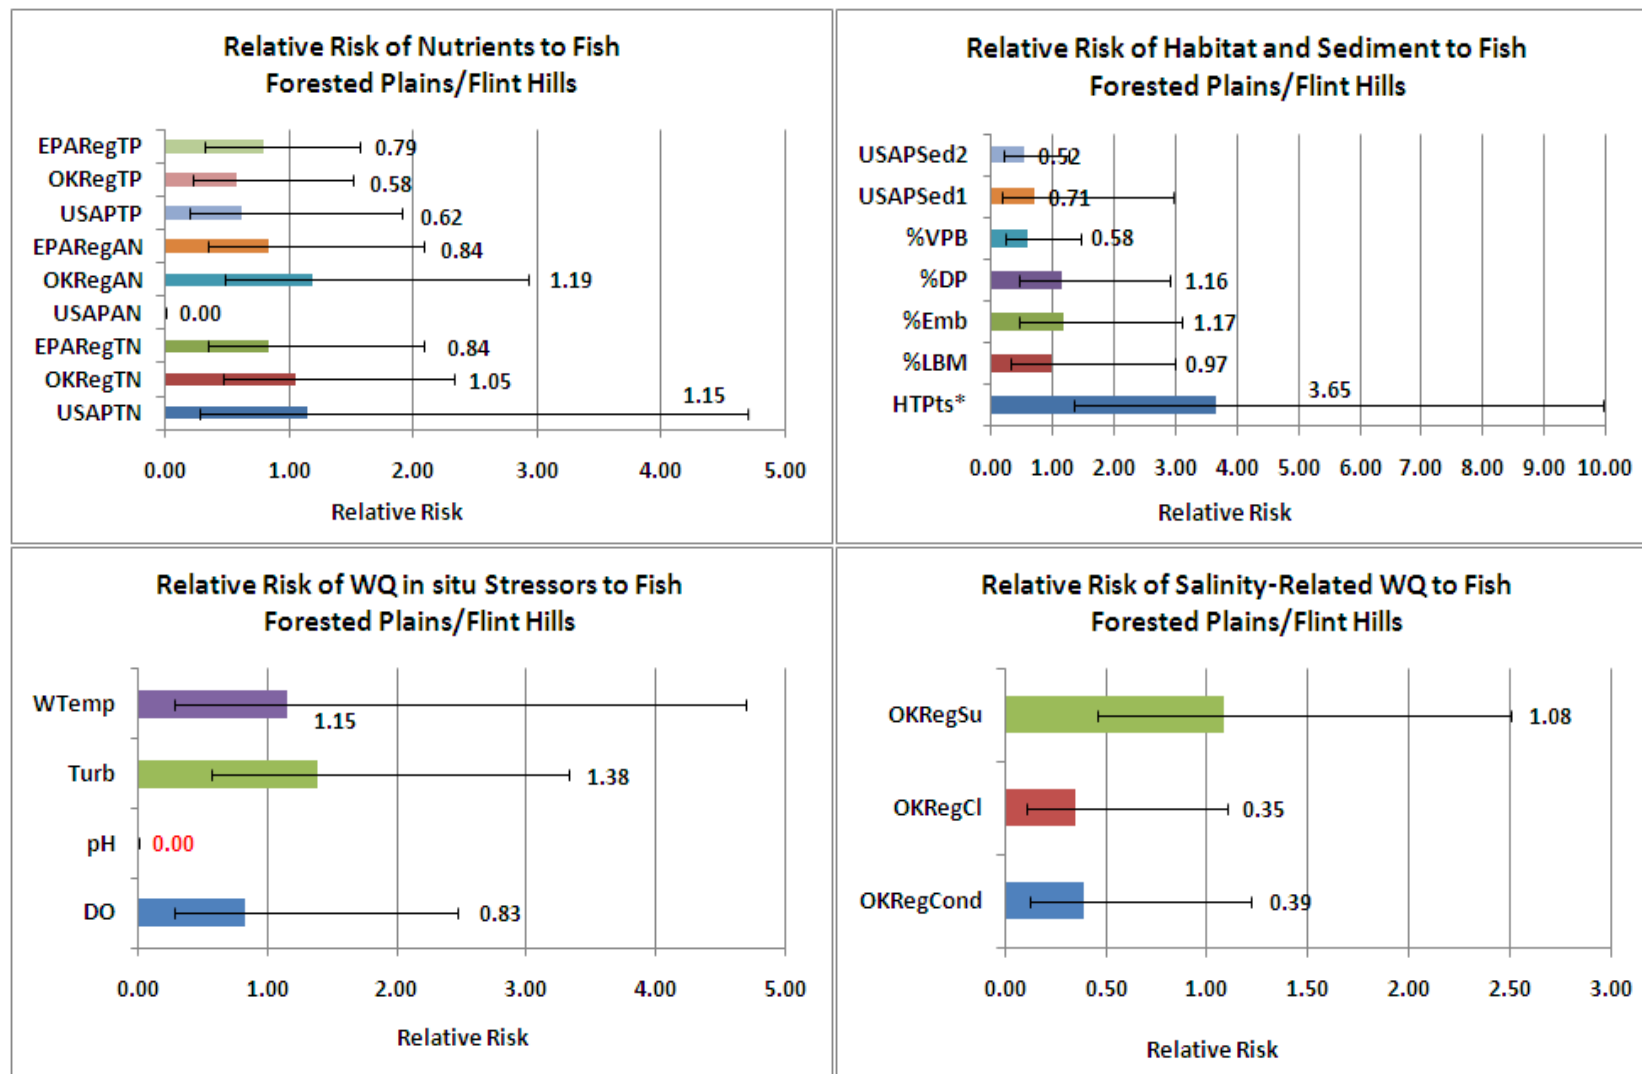 Relative Risk of Nutrients to Fish
Forested Plains/Flint Hills
EPARegTP 0.79
OKRegTP 0.58
USAPTP 0.62
EPARegAN 0.84
OKRegAN 1.19
USAPAN 0.00
EPARegTN 0.84
OKRegTN 1.05
USAPTN 1.15
0.00 1.00 2.00 3.00 4.00 5.00
Relative Risk
Relative Risk of Habitat and Sediment to Fish
Forested Plains/Flint Hills
USAPSed2 0.52
USAPSed1 0.71
%VPB 0.58
%DP 1.16
%Emb 1.17
%LBM 0.97
HTPts* 3.65
0.00 1.00 2.00 3.00 4.00 5.00 6.00 7.00 8.00 9.00 10.00
Relative Risk
Relative Risk of WQ in situ Stressors to Fish
Forested Plains/Flint Hills
WTemp 1.15
Turb 1.38
pH 0.00
DO 0.83
0.00 1.00 2.00 3.00 4.00 5.00
Relative Risk
Relative Risk of Salinity-Related WQ to Fish
Forested Plains/Flint Hills
OKRegSu 1.08
OKRegCl 0.35
OKRegCond 0.39
0.00 0.50 1.00 1.50 2.00 2.50 3.00
Relative Risk